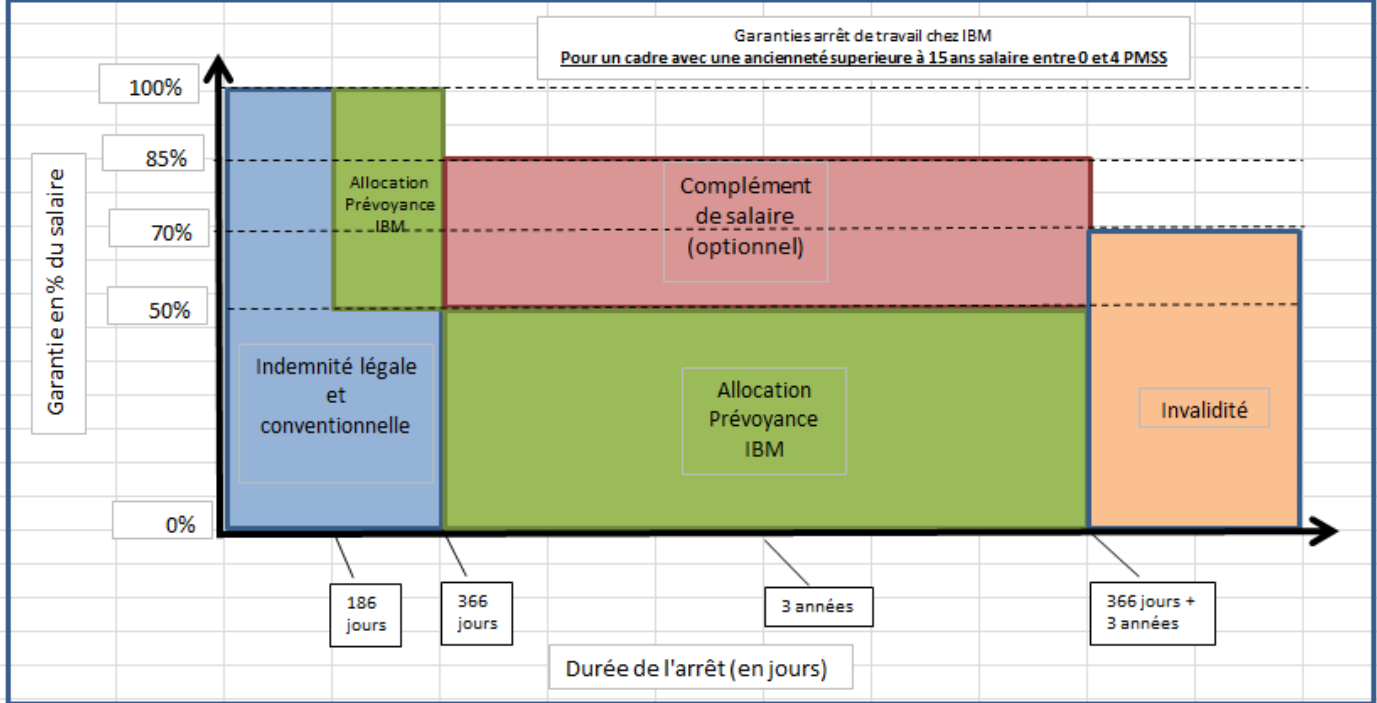 Garanties arrêt de travail chez IBM
Pour un cadre avec une ancienneté superieure à 15 ans salaire entre 0 et 4 PMSS
100%
85%
70%
50%
0%
Garantie en % du salaire
Allocation
Prévoyance
IBM
Complément
de salaire
(optionnel)
Indemnité légale
et
conventionnelle
Allocation
Prévoyance
IBM
Invalidité
186
jours
366
jours
3 années
366 jours +
3 années
Durée de l'arrêt (en jours)